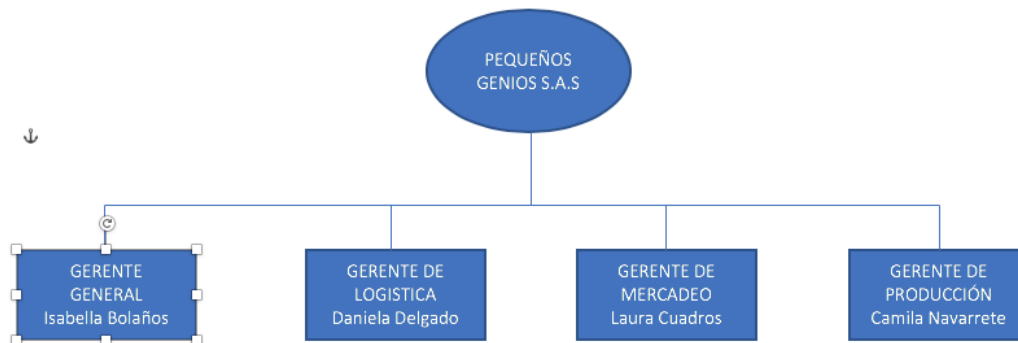 PEQUEÑOS
GENIOS S.A.S
GERENTE
GENERAL
Isabella Bolaños
GERENTE DE
LOGISTICA
Daniela Delgado
GERENTE DE
MERCADEO
Laura Cuadros
GERENTE DE
PRODUCCIÓN
Camila Navarrete